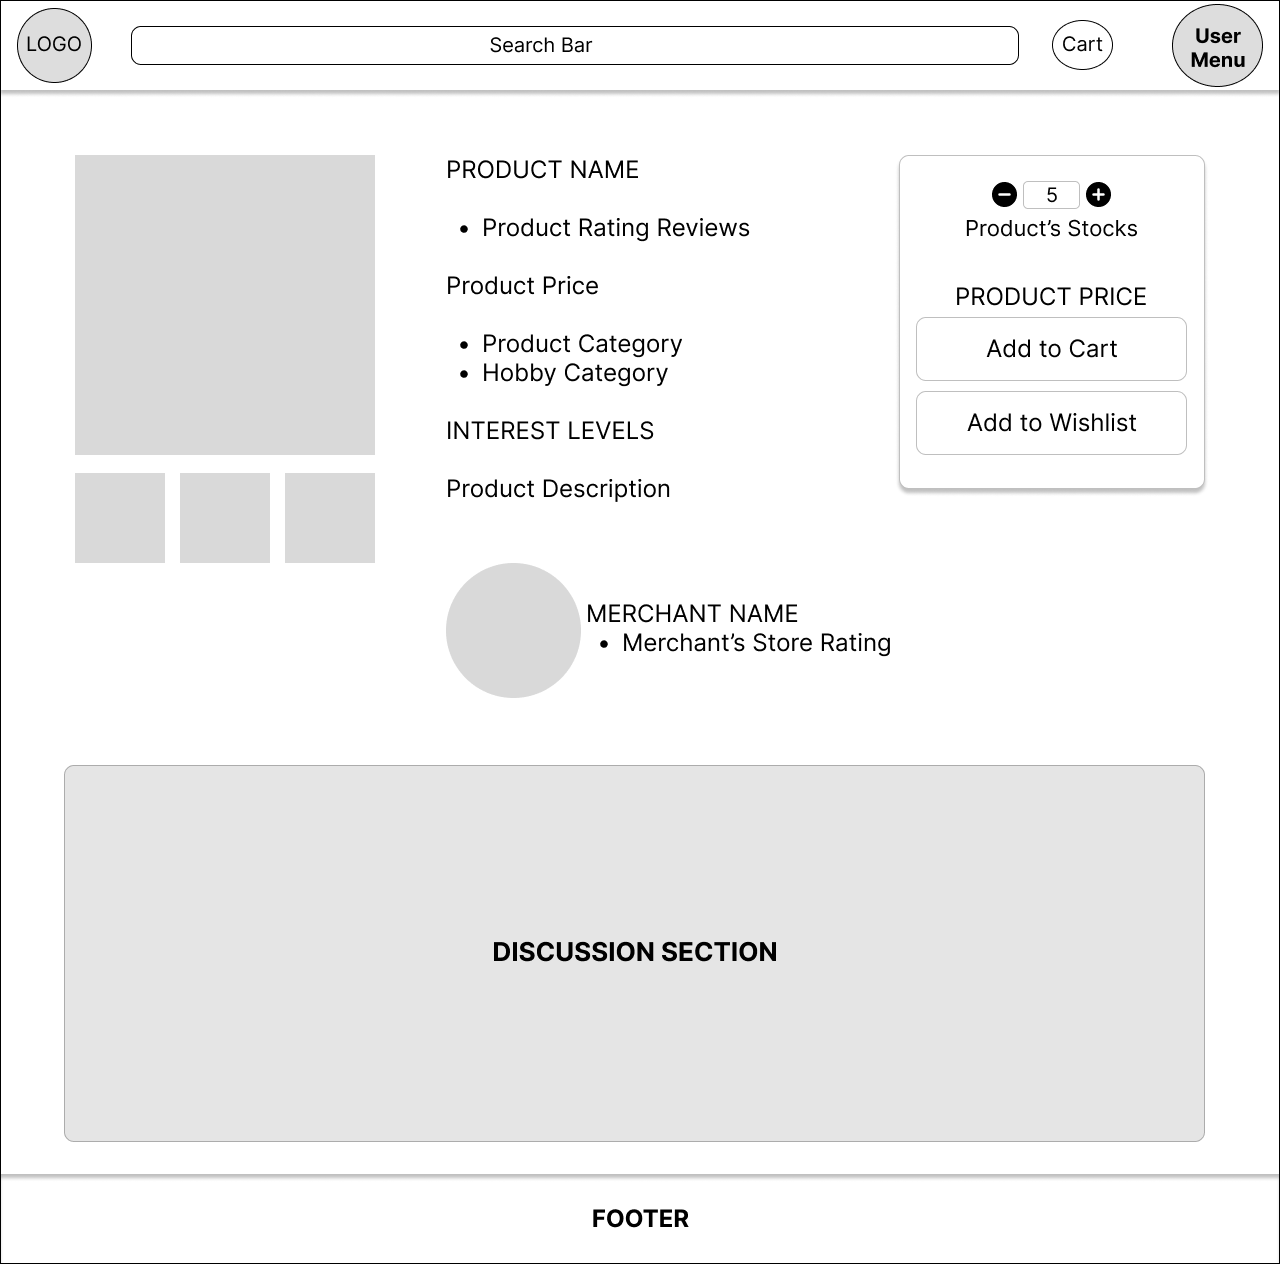 LOGO
Search Bar
Cart
User
Menu
PRODUCT NAME
• Product Rating Reviews
Product Price
• Product Category
• Hobby Category
INTEREST LEVELS
Product Description
5
Product’s Stocks
PRODUCT PRICE
Add to Cart
Add to Wishlist
MERCHANT NAME
• Merchant’s Store Rating
DISCUSSION SECTION
FOOTER